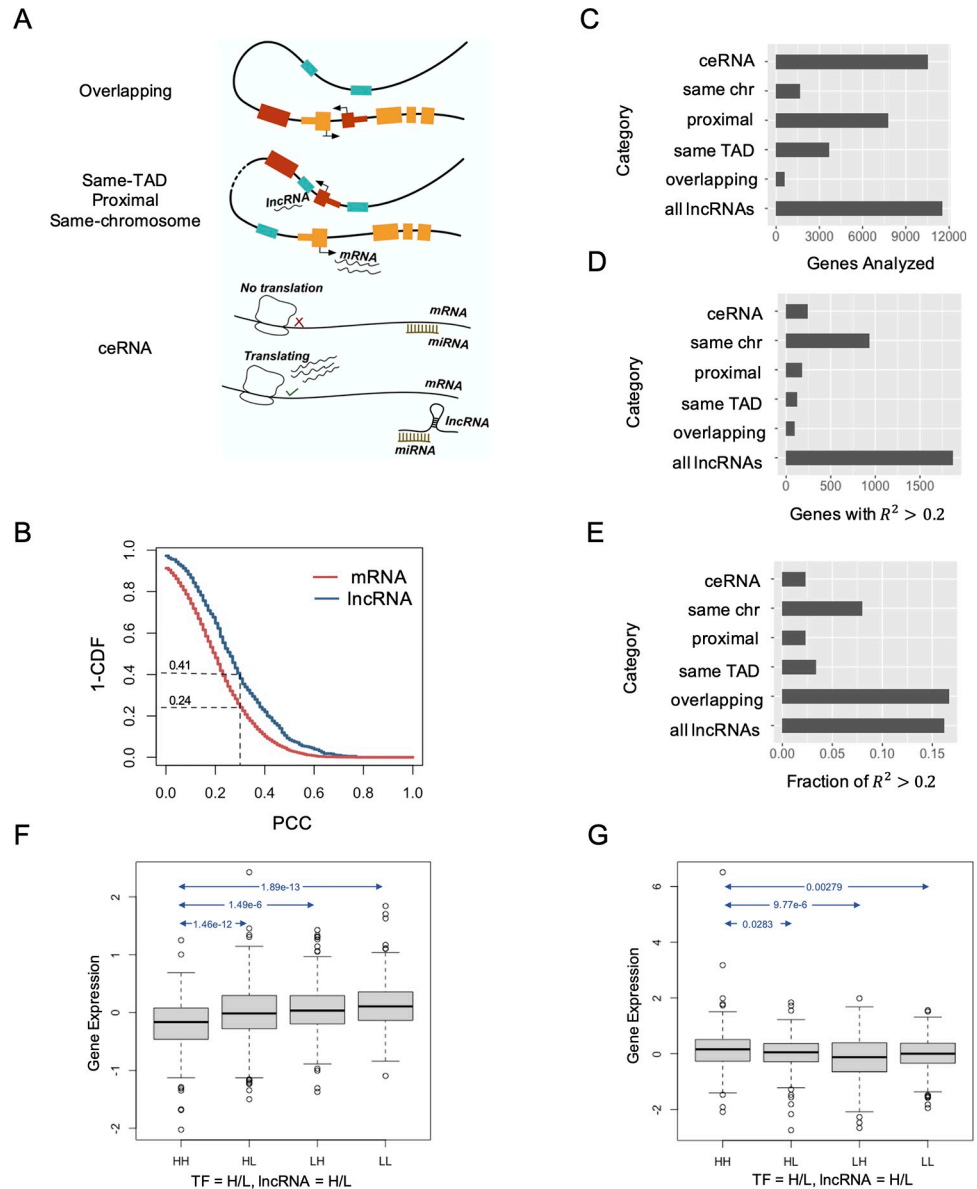 A
Overlapping
Same-TAD
Proximal
Same-chromosome
lncRNA
mRNA
No translation
mRNA
miRNA
ceRNA
Translating
mRNA
lncRNA
miRNA
B
1-CDF
1.0
0.8
0.6
0.4
0.2
0.0
mRNA
lncRNA
0.41
0.24
0.0
0.2
0.4
0.6
0.8
1.0
PCC
C
Category
ceRNA
same chr
proximal
same TAD
overlapping
all lncRNAs
0
3000
6000
9000
12000
Genes Analyzed
D
Category
ceRNA
same chr
proximal
same TAD
overlapping
all lncRNAs
0
500
1000
1500
Genes with R² > 0.2
E
Category
ceRNA
same chr
proximal
same TAD
overlapping
all lncRNAs
0.00
0.05
0.10
0.15
Fraction of R² > 0.2
F
Gene Expression
2
1
0
-1
-2
1.89e-13
1.49e-6
1.46e-12
HH
HL
LH
LL
TF = H/L, lncRNA = H/L
G
Gene Expression
6
4
2
0
-2
0.00279
9.77e-6
0.0283
HH
HL
LH
LL
TF = H/L, lncRNA = H/L